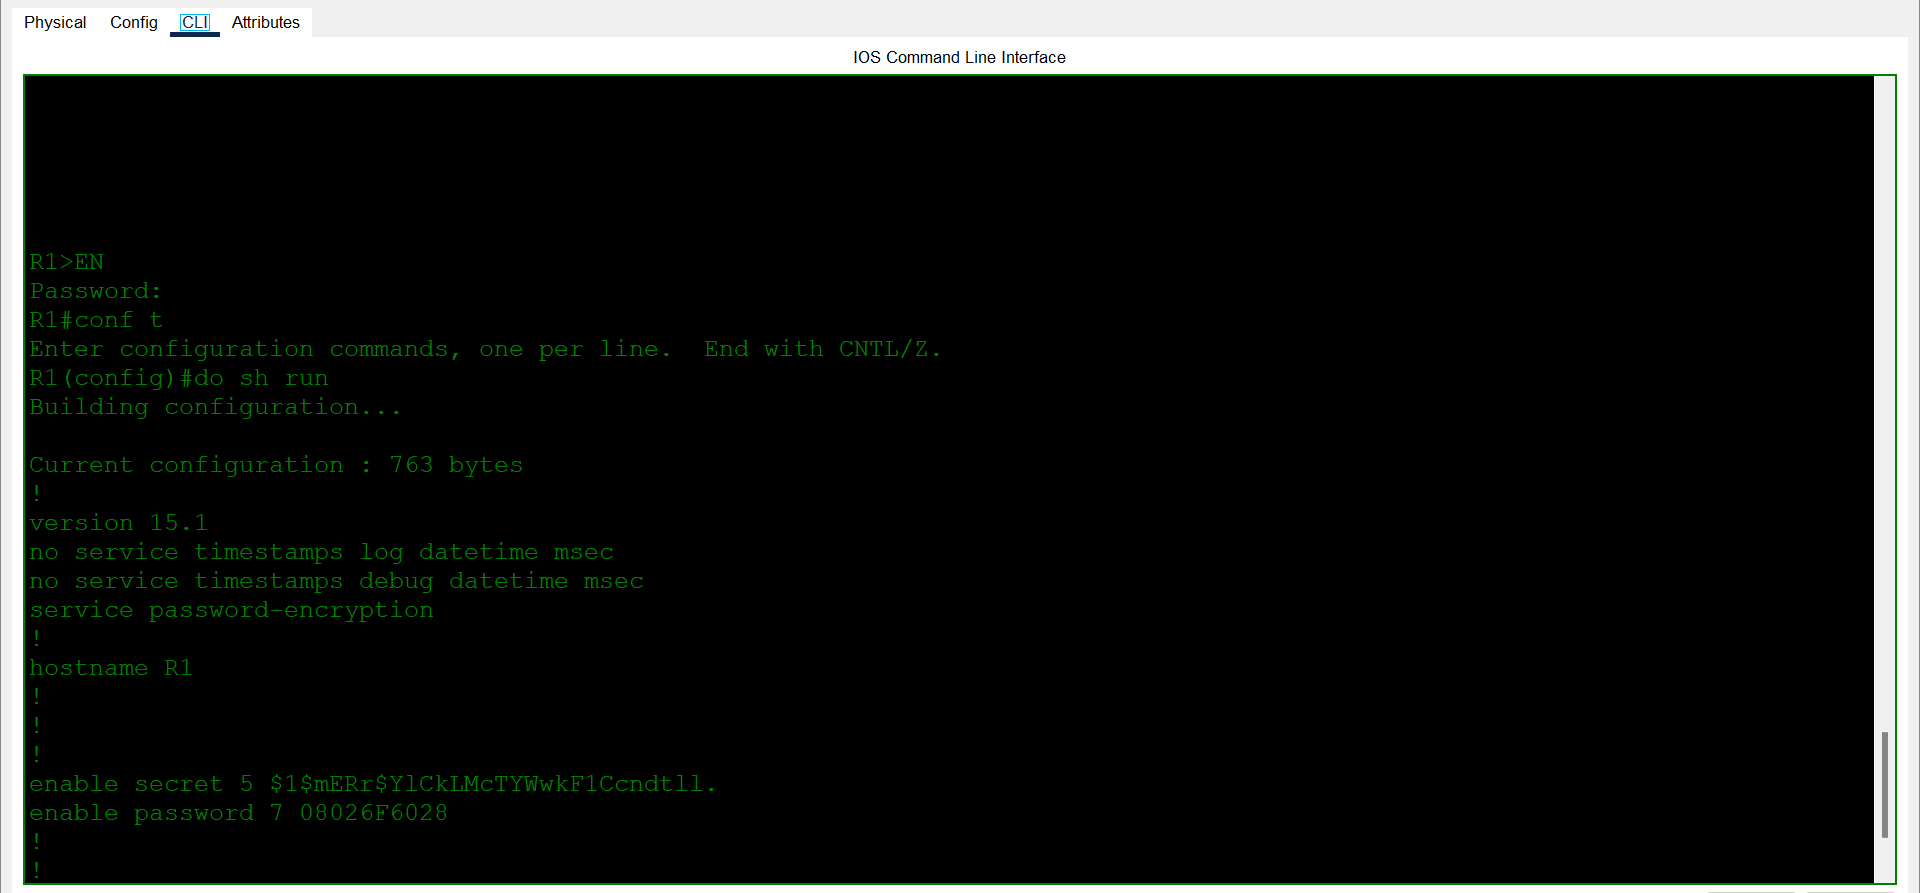 Physical Config CLI Attributes
IOS Command Line Interface
R1>EN
Password:
R1#conf t
Enter configuration commands, one per line.  End with CNTL/Z.
R1(config)#do sh run
Building configuration...
Current configuration : 763 bytes
!
version 15.1
no service timestamps log datetime msec
no service timestamps debug datetime msec
service password-encryption
!
hostname R1
!
!
!
enable secret 5 $1$mERr$YlCkLMcTYWwkF1Ccndtll.
enable password 7 08026F6028
!
!